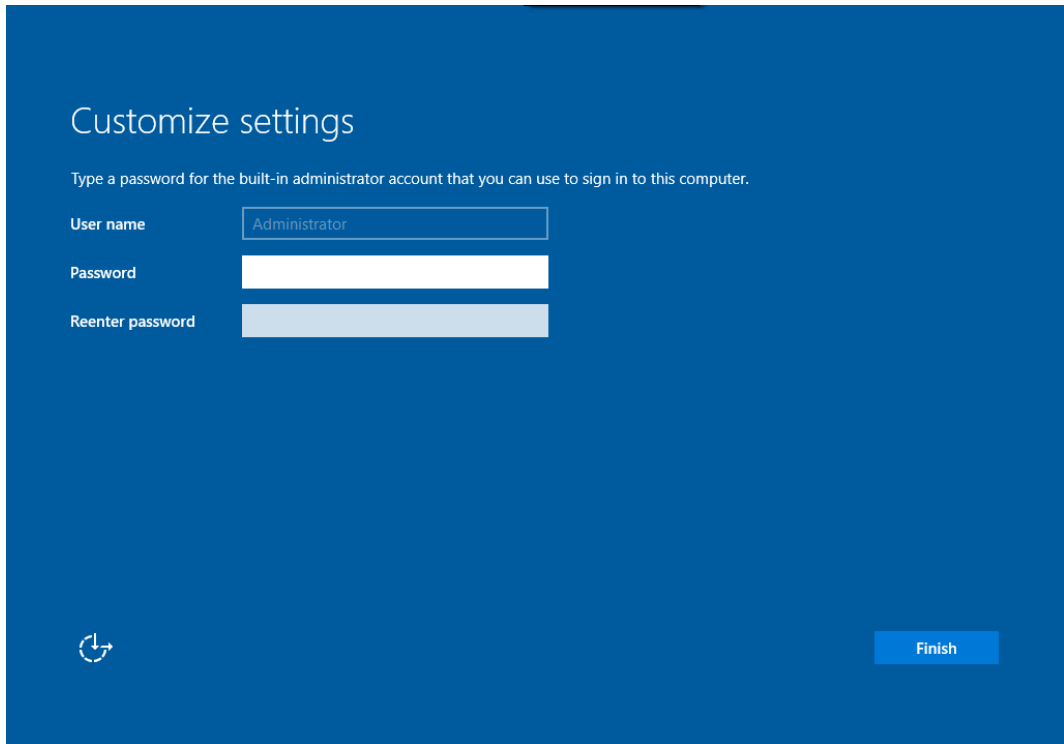 Customize settings
Type a password for the built-in administrator account that you can use to sign in to this computer.
User name Administrator
Password
Reenter password
Finish